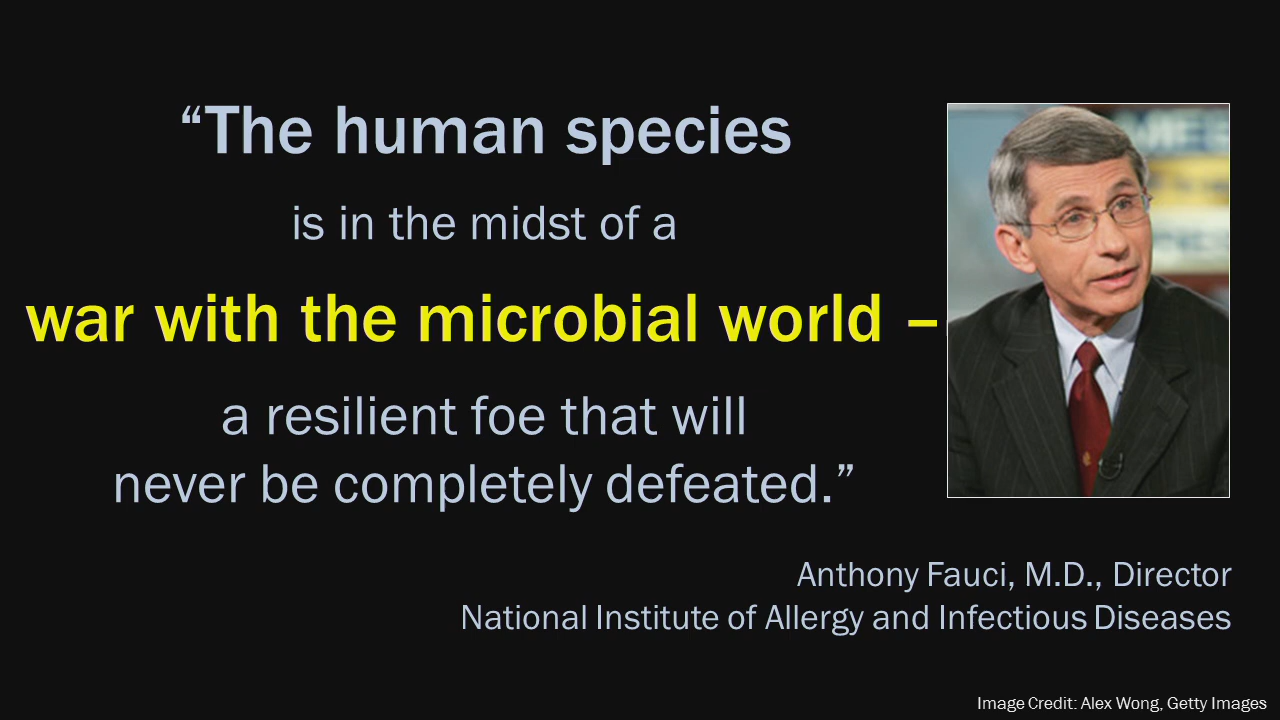 “The human species
is in the midst of a
war with the microbial world –
a resilient foe that will
never be completely defeated.”
Anthony Fauci, M.D., Director
National Institute of Allergy and Infectious Diseases
Image Credit: Alex Wong, Getty Images